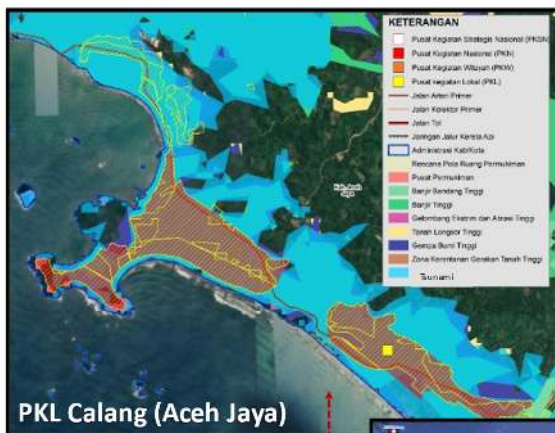 KETERANGAN
Pusat Kegiatan Strategis Nasional (PKSN)
Pusat Kegiatan Nasional (PKN)
Pusat Kegiatan Wilayah (PKW)
Pusat kegiatan Lokal (PKL)
Jalan Arteri Primer
Jalan Kolektor Primer
Jalan Tol
Jaringan Jalur Kereta Api
Administrasi Kab/Kota
Rencana Pola Ruang Permukiman
Pusat Permukiman
Banjir Bandang Tinggi
Banjir Tinggi
Gelombang Ekstrim dan Abrasi Tinggi
Tanah Longsor Tinggi
Gempa Bumi Tinggi
Zona Kerentanan Gerakan Tanah Tinggi
Tsunami
Kab. Aceh
Jaya
PKL Calang (Aceh Jaya)